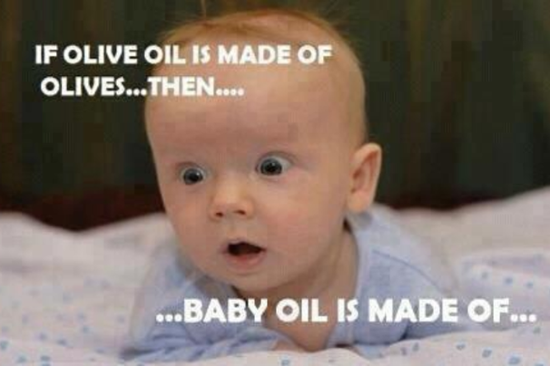 IF OLIVE OIL IS MADE OF
OLIVES...THEN....
...BABY OIL IS MADE OF...